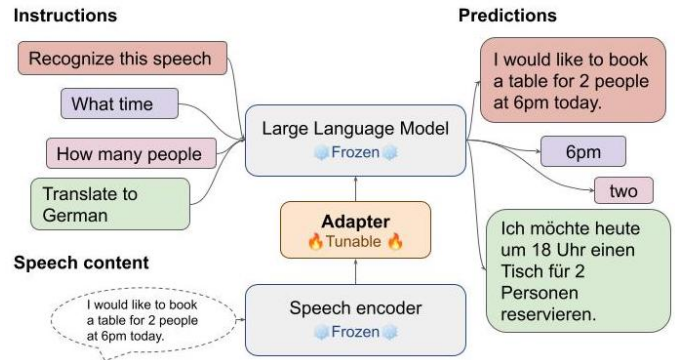 Instructions
Recognize this speech
What time
How many people
Translate to
German
Speech content
I would like to book
a table for 2 people
at 6pm today.
Large Language Model
Frozen
Adapter
Tunable
Speech encoder
Frozen
Predictions
I would like to book
a table for 2 people
at 6pm today.
6pm
two
Ich möchte heute
um 18 Uhr einen
Tisch für 2
Personen
reservieren.